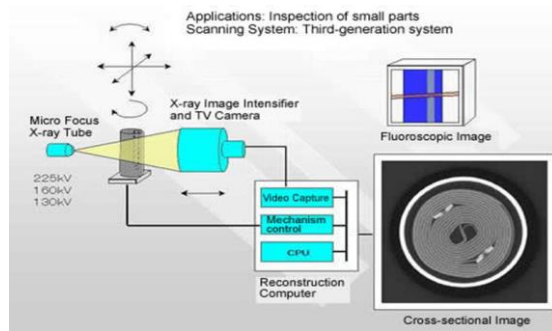 Applications: Inspection of small parts
Scanning System: Third-generation system
Micro Focus
X-ray Tube
X-ray Image Intensifier
and TV Camera
225kV
160kV
130kV
Fluoroscopic Image
Video Capture
Mechanism
control
CPU
Reconstruction
Computer
Cross-sectional Image